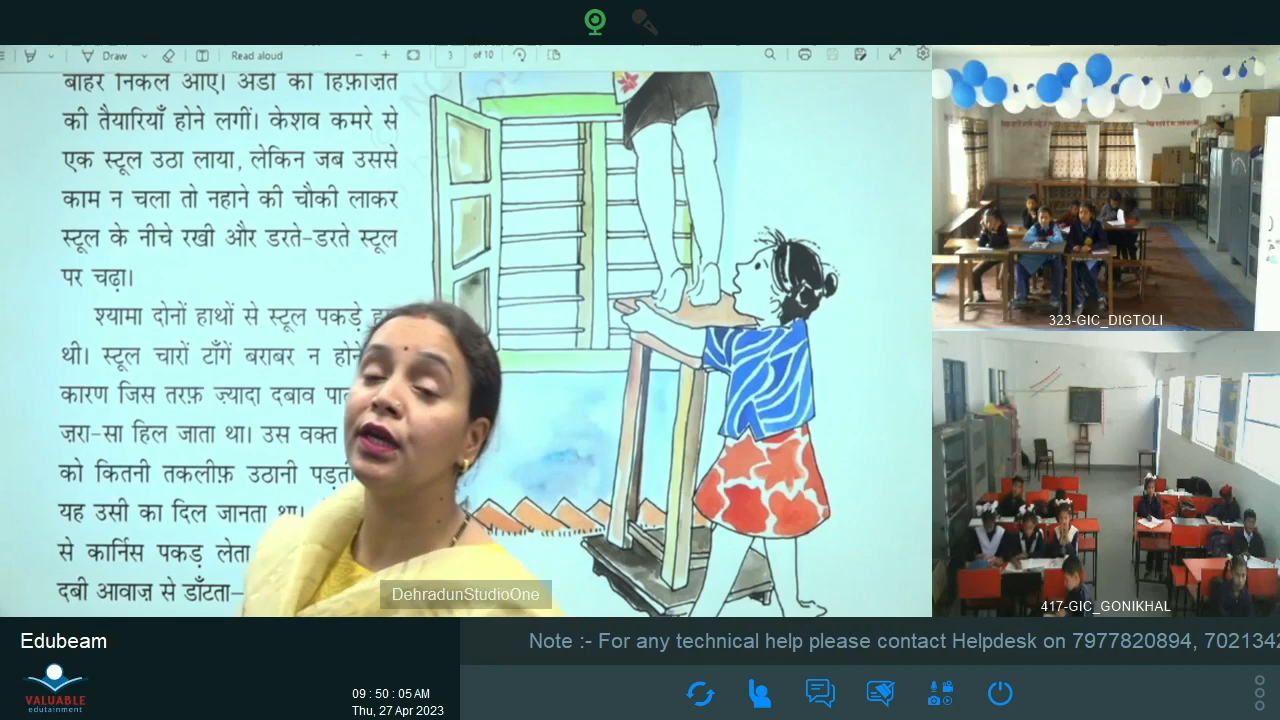 Draw
Read aloud
3
of 10
बाहर निकल आए। अंडों की हिफ़ाज़त
की तैयारियाँ होने लगीं। केशव कमरे से
एक स्टूल उठा लाया, लेकिन जब उससे
काम न चला तो नहाने की चौकी लाकर
स्टूल के नीचे रखी और डरते-डरते स्टूल
पर चढ़ा।
श्यामा दोनों हाथों से स्टूल पकड़े
थी। स्टूल चारों टाँगें बराबर न
कारण जिस तरफ़ ज़्यादा दबाव
ज़रा-सा हिल जाता था। उस वक्त
को कितनी तकलीफ़ उठानी
यह उसी का दिल जानता था।
से कार्निस पकड़ लेता
दबी आवाज़ से डाँटता–
DehradunStudioOne
323-GIC_DIGTOLI
417-GIC_GONIKHAL
Edubeam
Note :- For any technical help please contact Helpdesk on 7977820894, 7021342
VALUABLE
edutainment
09 : 50 : 05 AM
Thu, 27 Apr 2023